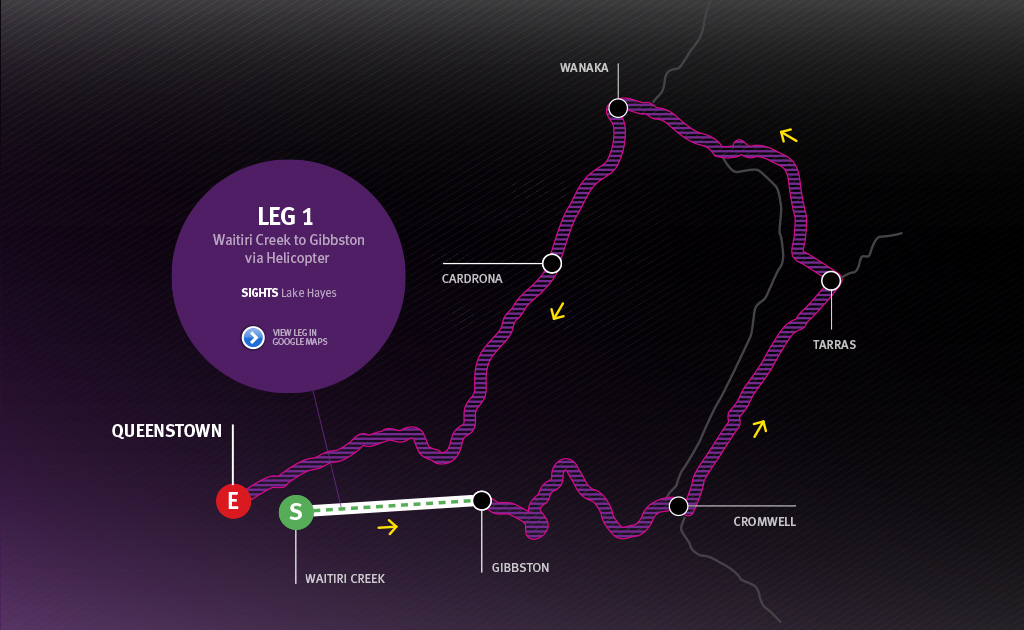 WANAKA
LEG 1
Waitiri Creek to Gibbston
via Helicopter
SIGHTS Lake Hayes
VIEW LEG IN
GOOGLE MAPS
CARDRONA
TARRAS
QUEENSTOWN
E
S
CROMWELL
GIBBSTON
WAITIRI CREEK